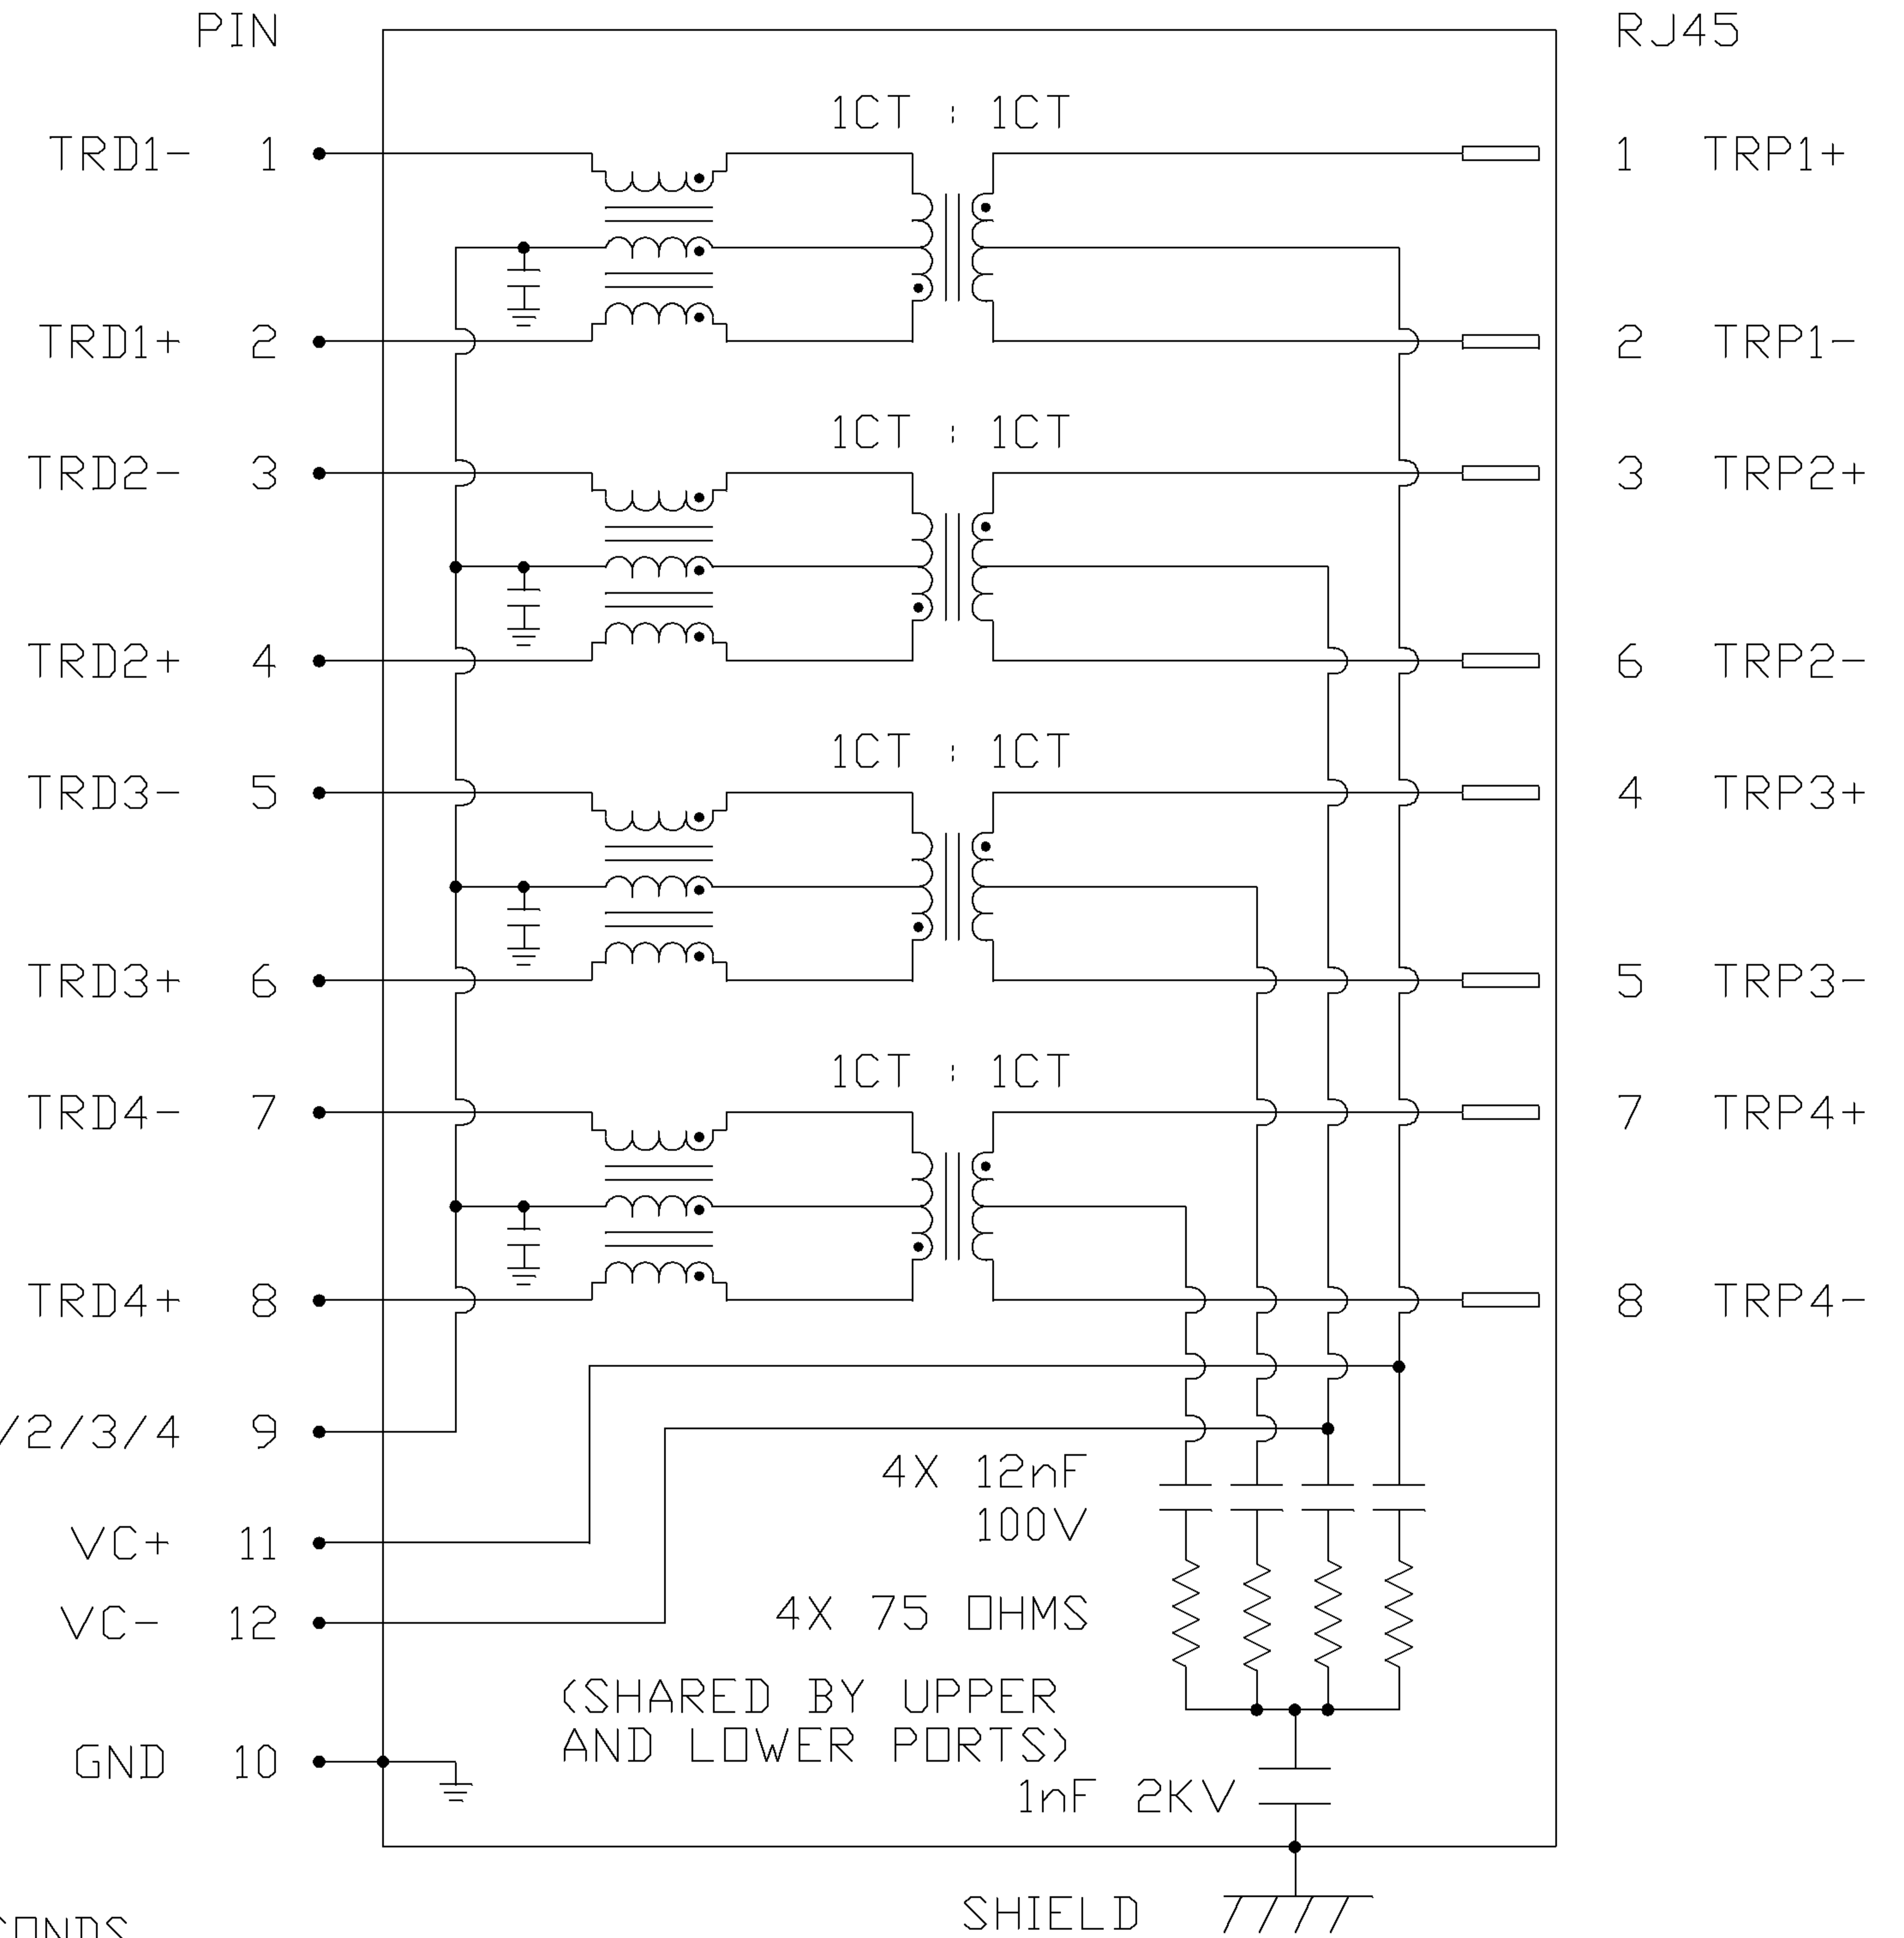 PIN RJ45
1CT : 1CT
TRD1- 1 1 TRP1+
TRD1+ 2 2 TRP1-
1CT : 1CT
TRD2- 3 3 TRP2+
TRD2+ 4 6 TRP2-
1CT : 1CT
TRD3- 5 4 TRP3+
TRD3+ 6 5 TRP3-
1CT : 1CT
TRD4- 7 7 TRP4+
TRD4+ 8 8 TRP4-
/2/3/4 9
4X 12nF
100V
VC+ 11
4X 75 OHMS
VC- 12
(SHARED BY UPPER
AND LOWER PORTS)
GND 10
1nF 2KV
SHIELD